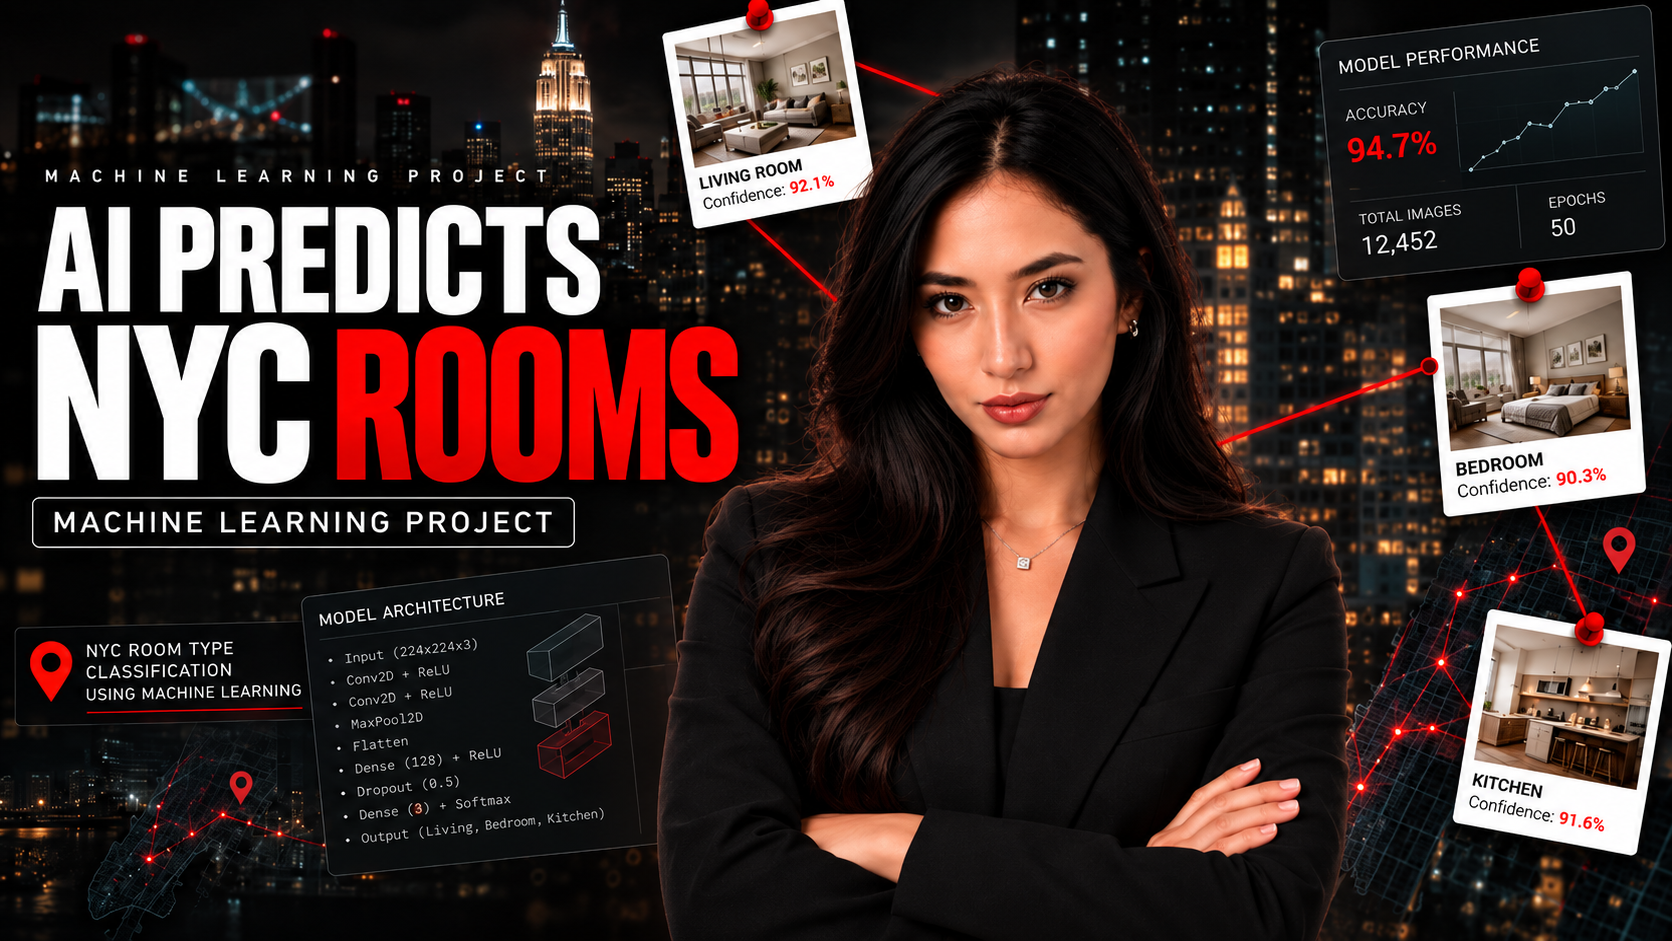 MACHINE LEARNING PROJECT
AI PREDICTS
NYC ROOMS
MACHINE LEARNING PROJECT
NYC ROOM TYPE
CLASSIFICATION
USING MACHINE LEARNING
MODEL ARCHITECTURE
• Input (224x224x3)
• Conv2D + ReLU
• Conv2D + ReLU
• MaxPool2D
• Flatten
• Dense (128) + ReLU
• Dropout (0.5)
• Dense (3) + Softmax
• Output (Living, Bedroom, Kitchen)
LIVING ROOM
Confidence: 92.1%
MODEL PERFORMANCE
ACCURACY
94.7%
TOTAL IMAGES
12,452
EPOCHS
50
BEDROOM
Confidence: 90.3%
KITCHEN
Confidence: 91.6%